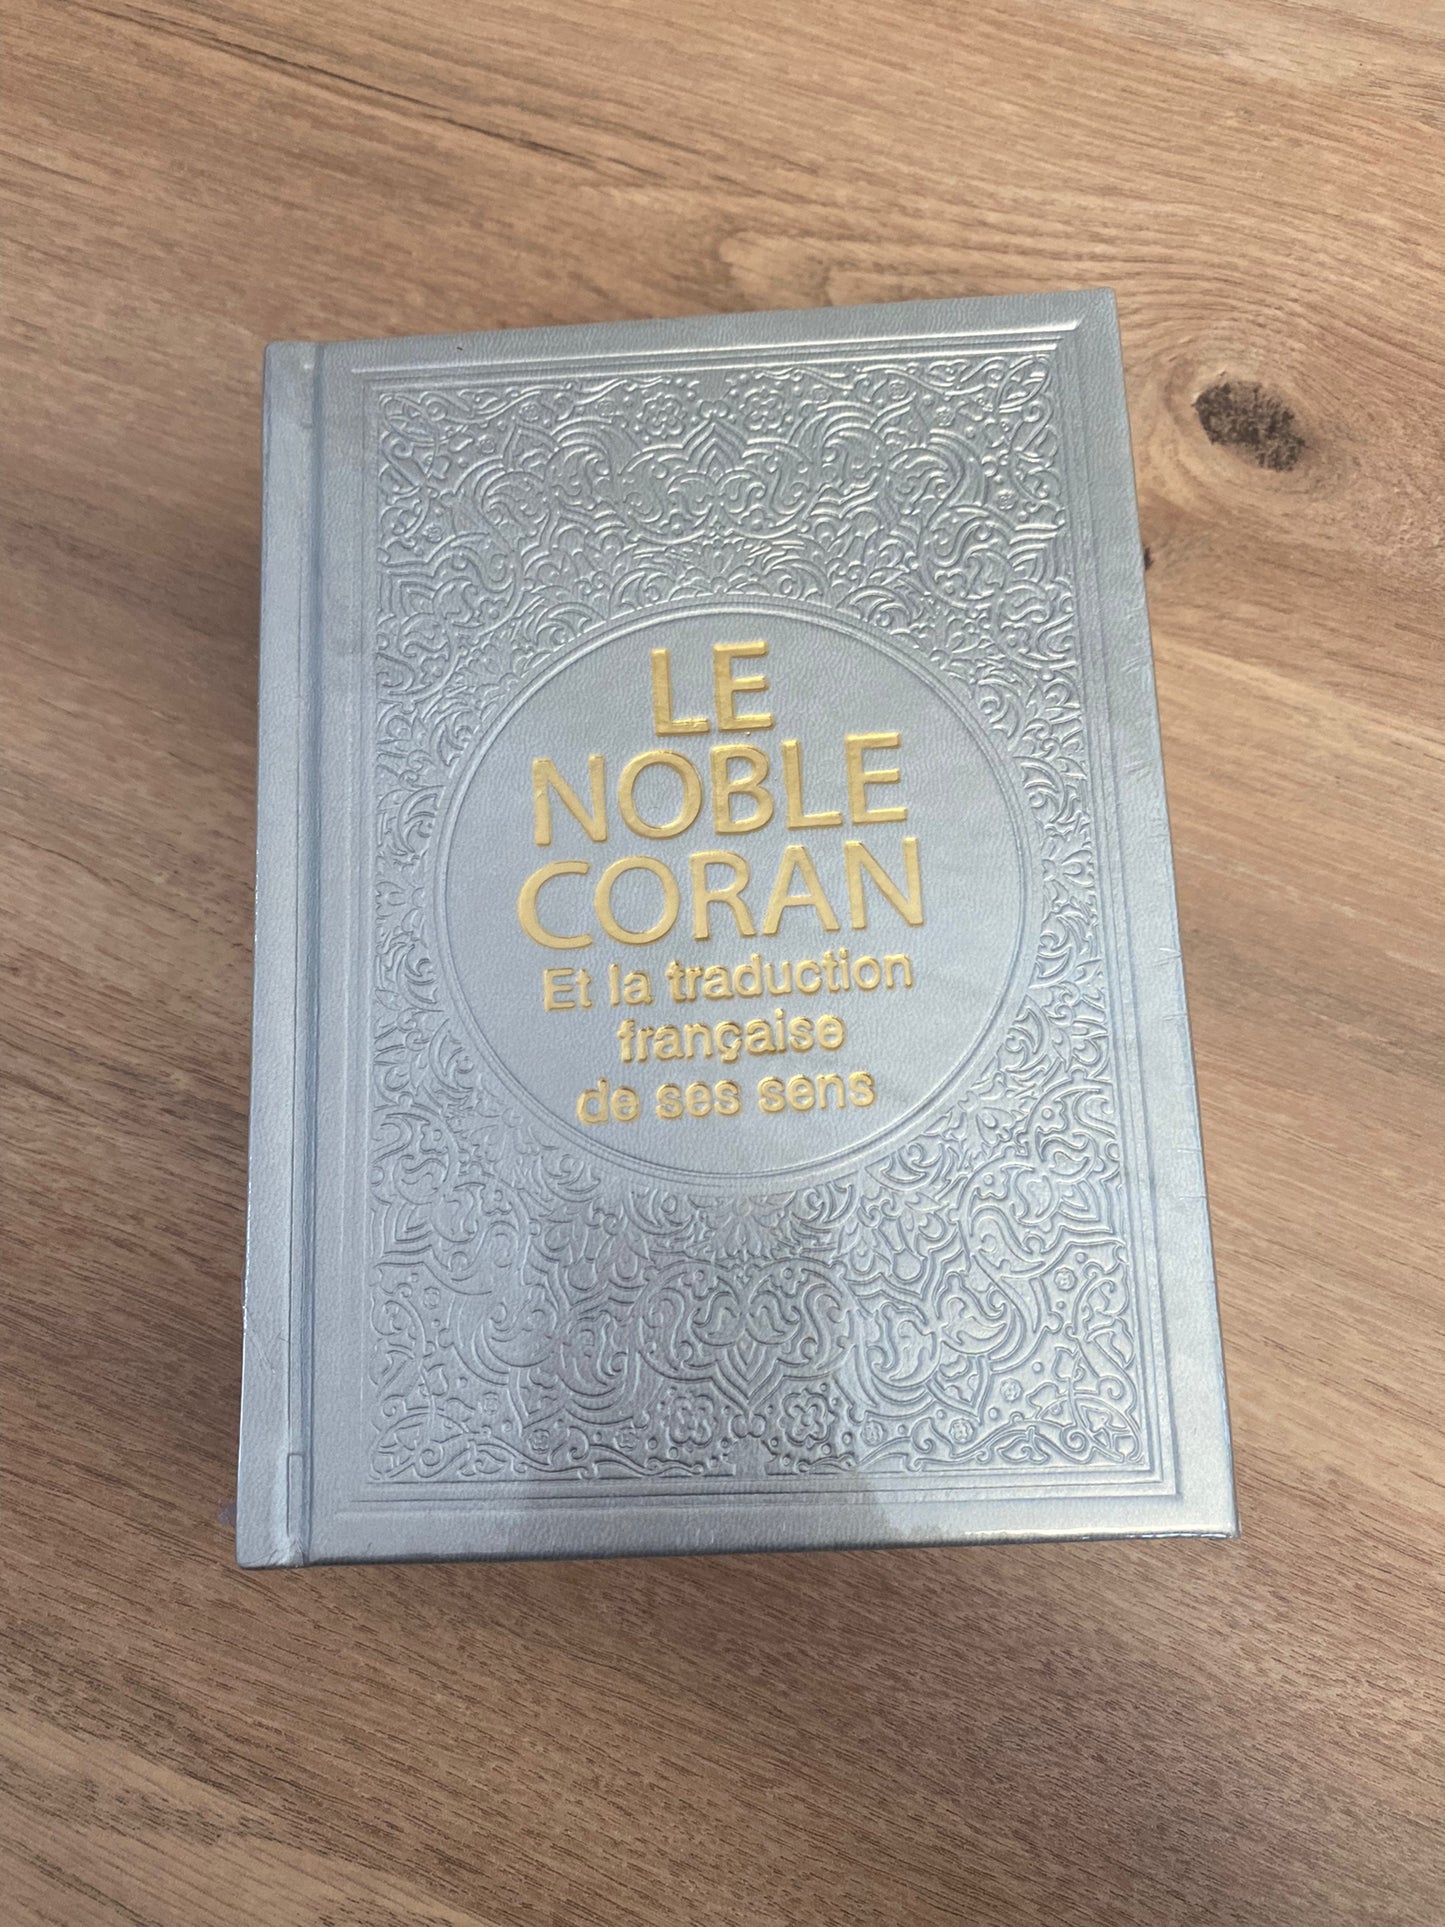 LE
NOBLE
CORAN
Et la traduction
française
de ses sens